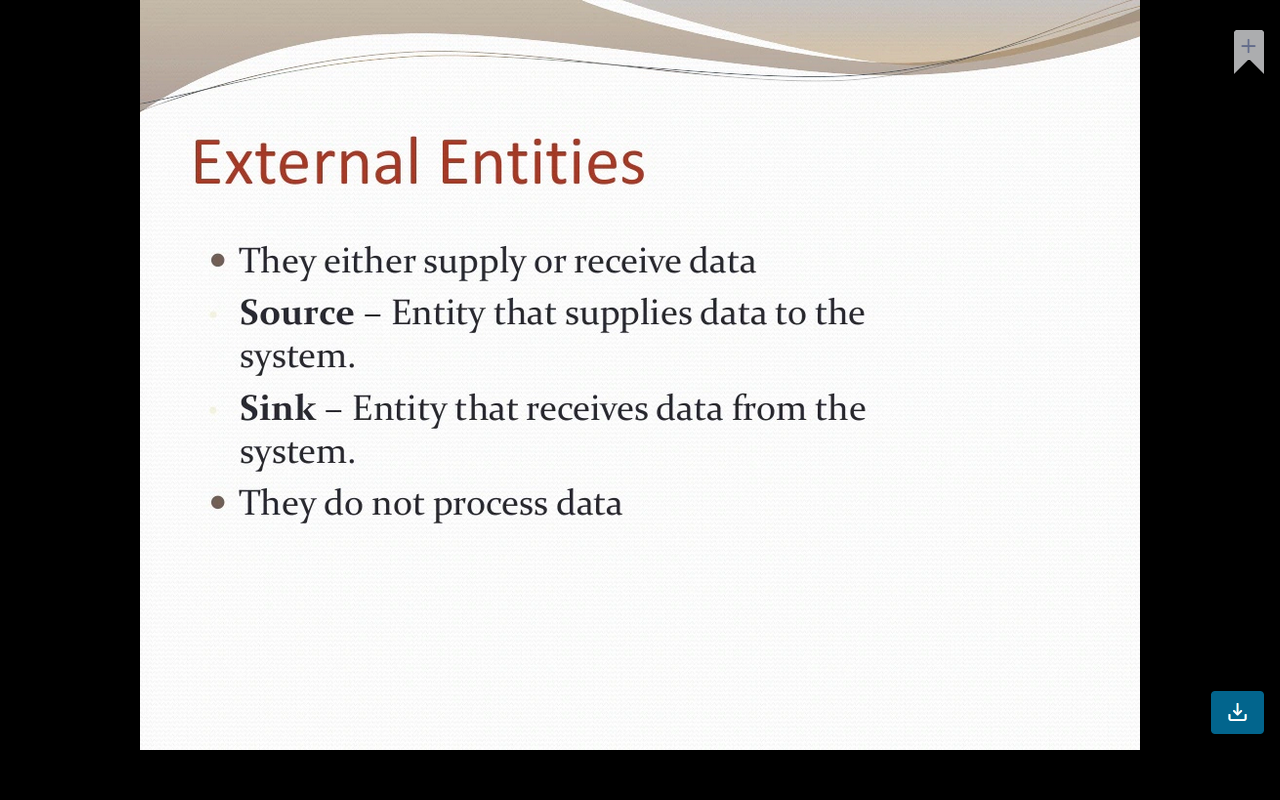 External Entities
• They either supply or receive data
• Source – Entity that supplies data to the
system.
• Sink – Entity that receives data from the
system.
• They do not process data